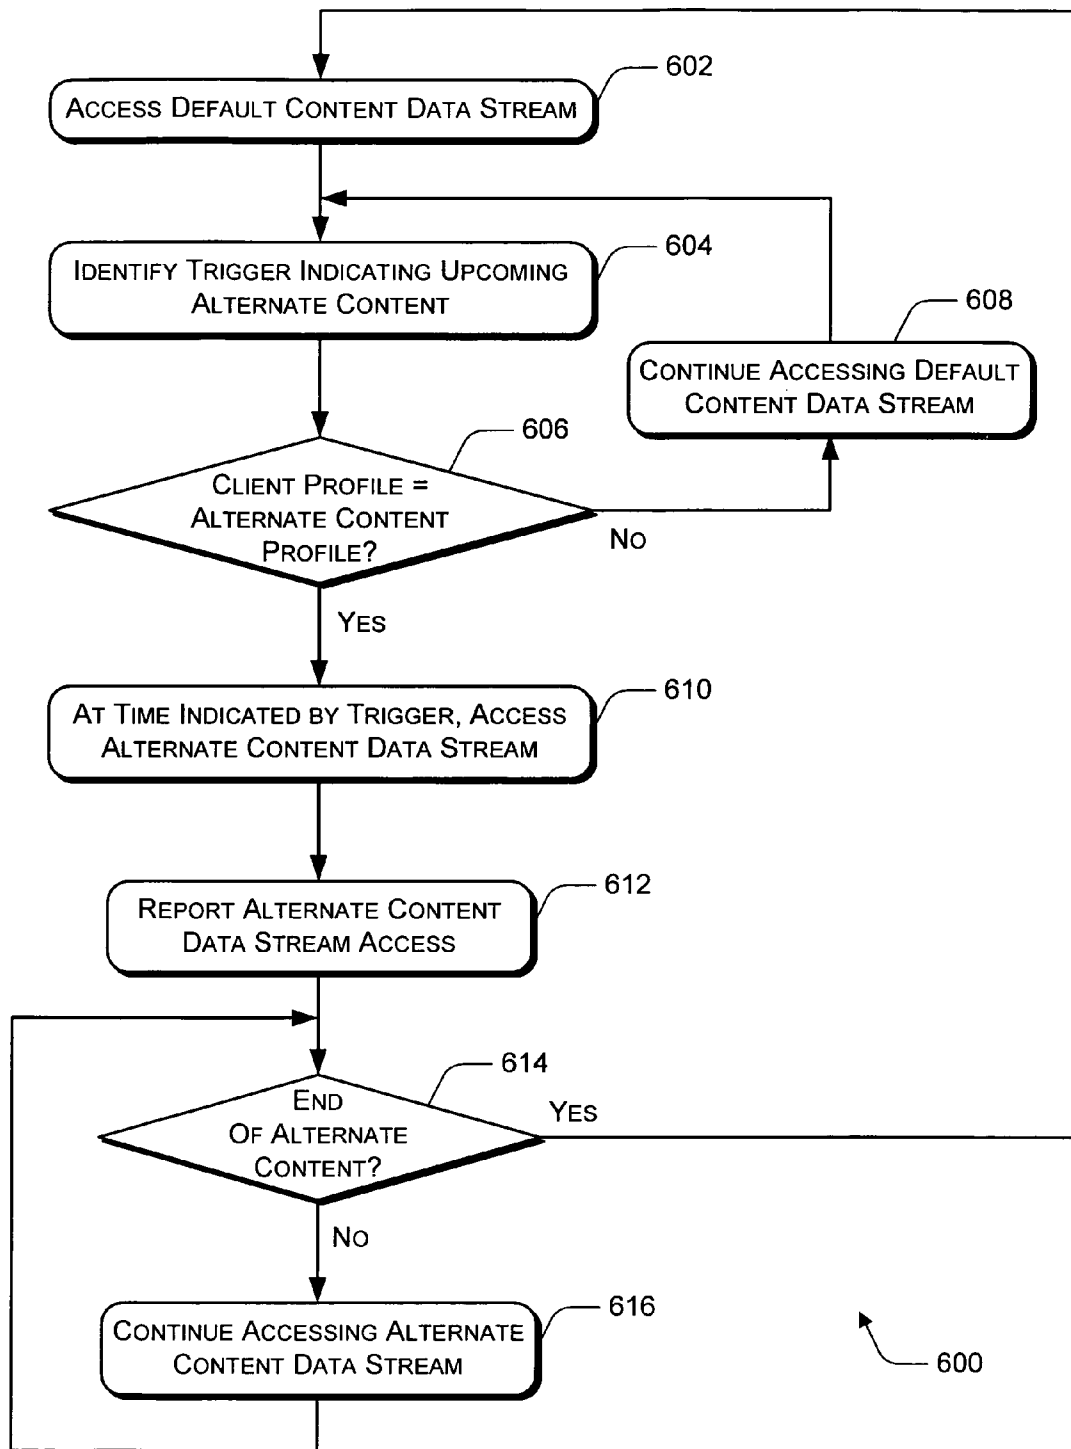 602
ACCESS DEFAULT CONTENT DATA STREAM
604
IDENTIFY TRIGGER INDICATING UPCOMING
ALTERNATE CONTENT
608
CONTINUE ACCESSING DEFAULT
CONTENT DATA STREAM
606
CLIENT PROFILE =
ALTERNATE CONTENT
PROFILE?
NO
YES
610
AT TIME INDICATED BY TRIGGER, ACCESS
ALTERNATE CONTENT DATA STREAM
612
REPORT ALTERNATE CONTENT
DATA STREAM ACCESS
614
END
OF ALTERNATE
CONTENT?
YES
NO
616
CONTINUE ACCESSING ALTERNATE
CONTENT DATA STREAM
600